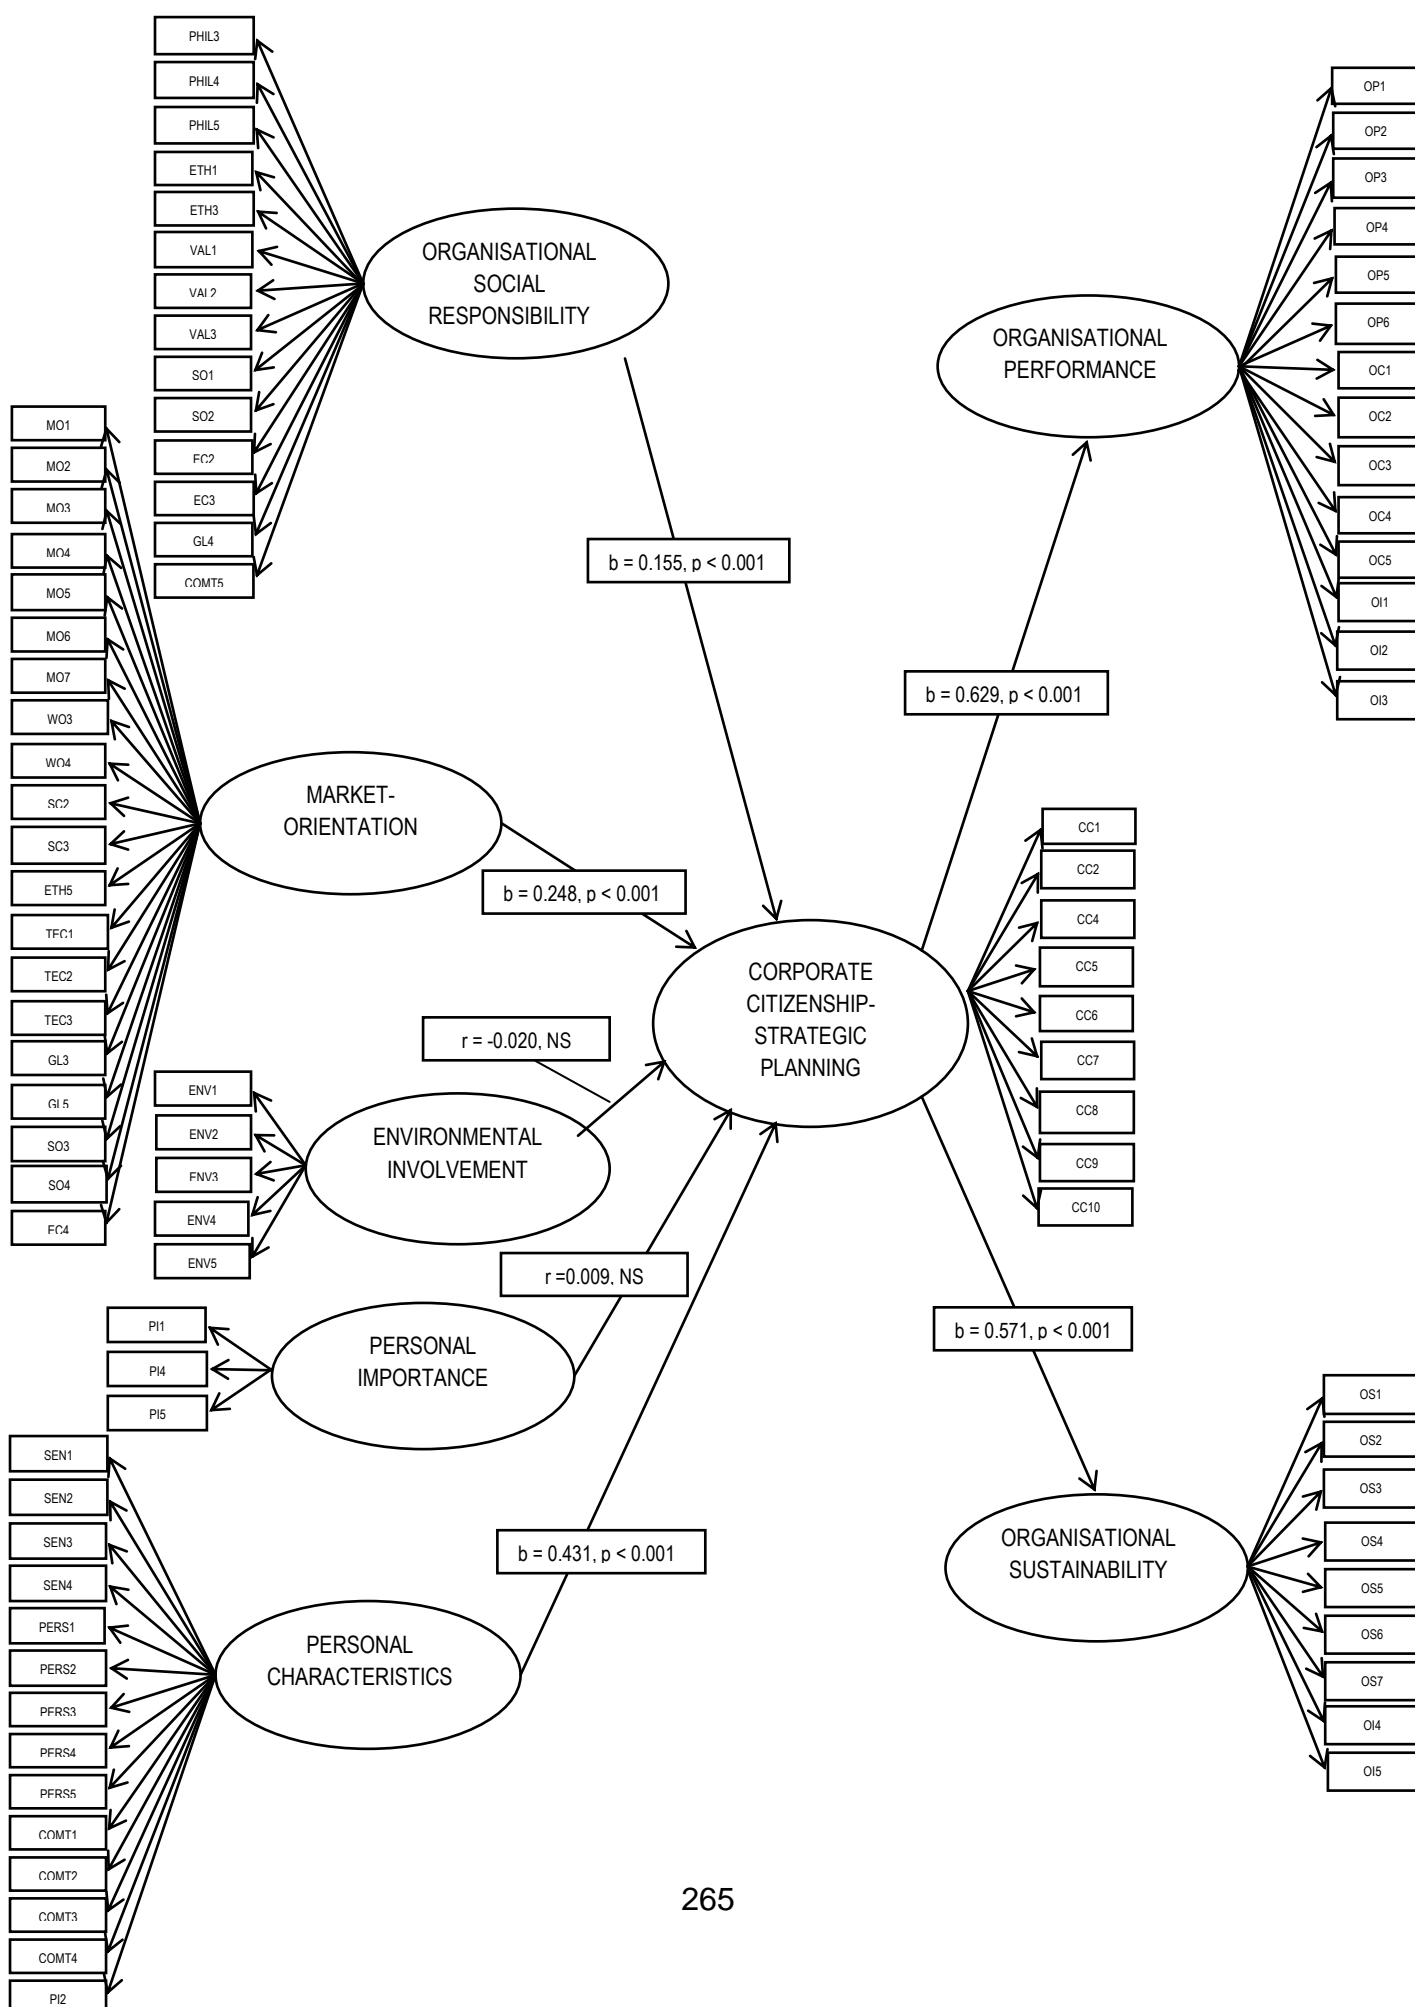 PHIL3
PHIL4
PHIL5
ETH1
ETH3
VAL1
VAL2
VAL3
SO1
SO2
EC2
EC3
GL4
COMT5
ORGANISATIONAL
SOCIAL
RESPONSIBILITY
OP1
OP2
OP3
OP4
OP5
OP6
OC1
OC2
OC3
OC4
OC5
OI1
OI2
OI3
ORGANISATIONAL
PERFORMANCE
MO1
MO2
MO3
MO4
MO5
MO6
MO7
WO3
WO4
SC2
SC3
ETH5
TEC1
TEC2
TEC3
GL3
GL5
SO3
SO4
EC4
MARKET-
ORIENTATION
b = 0.155, p < 0.001
b = 0.629, p < 0.001
b = 0.248, p < 0.001
CORPORATE
CITIZENSHIP-
STRATEGIC
PLANNING
CC1
CC2
CC4
CC5
CC6
CC7
CC8
CC9
CC10
r = -0.020, NS
ENV1
ENV2
ENV3
ENV4
ENV5
ENVIRONMENTAL
INVOLVEMENT
r =0.009, NS
PI1
PI4
PI5
PERSONAL
IMPORTANCE
b = 0.571, p < 0.001
SEN1
SEN2
SEN3
SEN4
PERS1
PERS2
PERS3
PERS4
PERS5
COMT1
COMT2
COMT3
COMT4
PI2
PERSONAL
CHARACTERISTICS
b = 0.431, p < 0.001
ORGANISATIONAL
SUSTAINABILITY
OS1
OS2
OS3
OS4
OS5
OS6
OS7
OI4
OI5
265